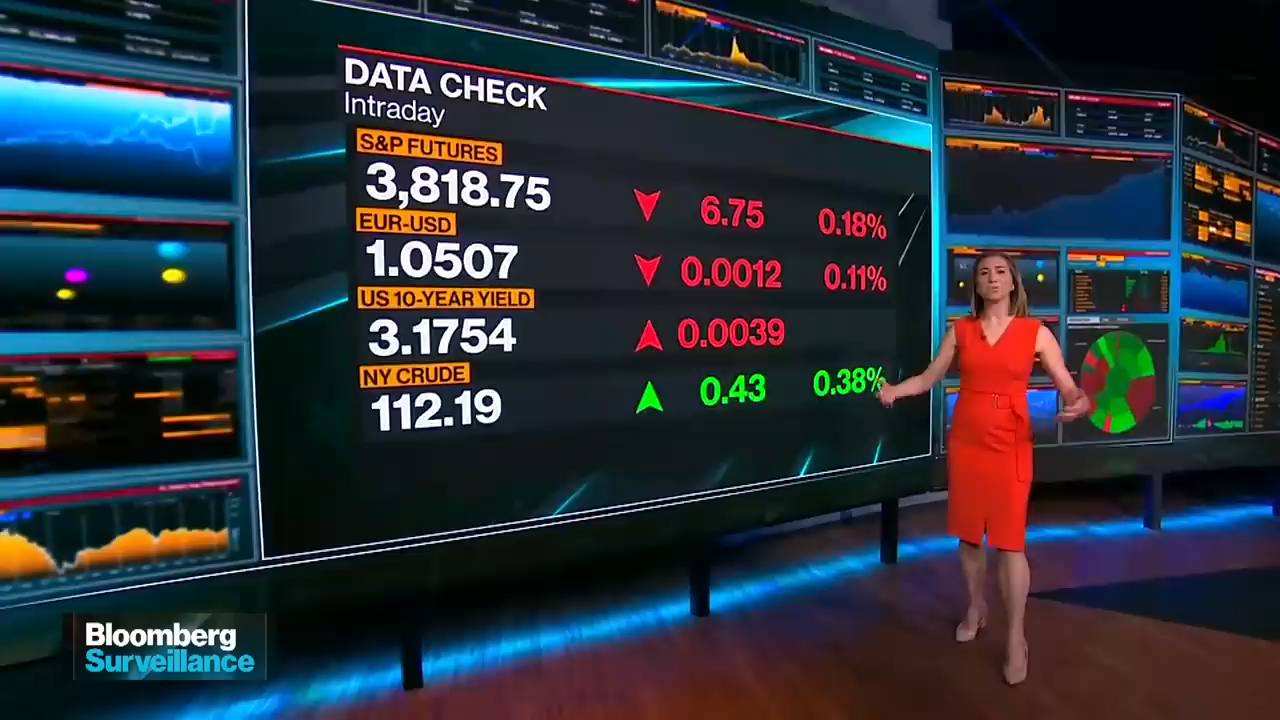 DATA CHECK
Intraday
S&P FUTURES
3,818.75 6.75 0.18%
EUR-USD
1.0507 0.0012 0.11%
US 10-YEAR YIELD
3.1754 0.0039
NY CRUDE
112.19 0.43 0.38%
Bloomberg
Surveillance